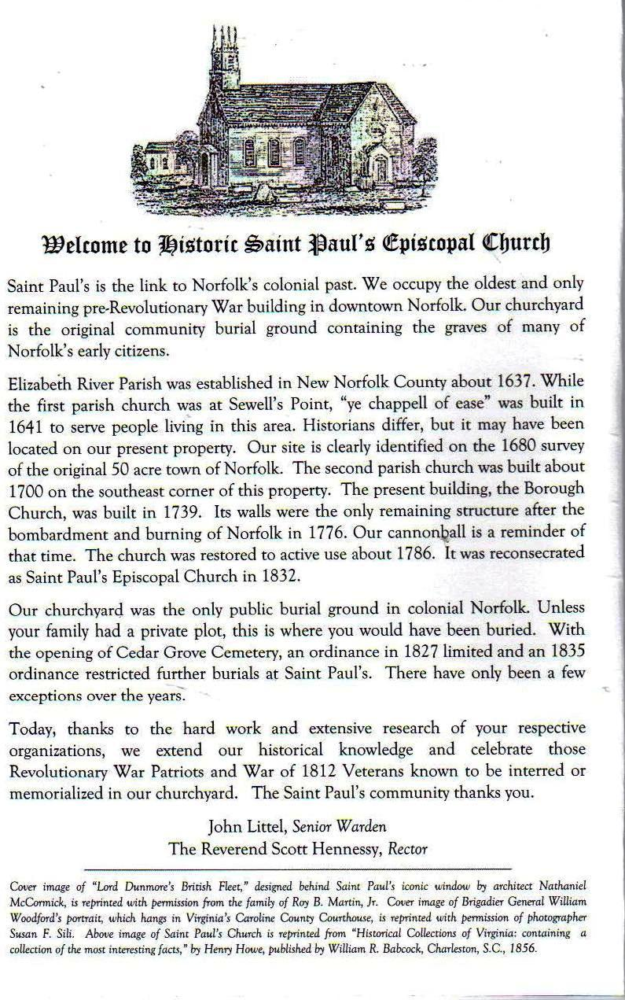 Welcome to Historic Saint Paul's Episcopal Church
Saint Paul's is the link to Norfolk's colonial past. We occupy the oldest and only
remaining pre-Revolutionary War building in downtown Norfolk. Our churchyard
is the original community burial ground containing the graves of many of
Norfolk's early citizens.
Elizabeth River Parish was established in New Norfolk County about 1637. While
the first parish church was at Sewell's Point, "ye chappell of ease" was built in
1641 to serve people living in this area. Historians differ, but it may have been
located on our present property. Our site is clearly identified on the 1680 survey
of the original 50 acre town of Norfolk. The second parish church was built about
1700 on the southeast corner of this property. The present building, the Borough
Church, was built in 1739. Its walls were the only remaining structure after the
bombardment and burning of Norfolk in 1776. Our cannonball is a reminder of
that time. The church was restored to active use about 1786. It was reconsecrated
as Saint Paul's Episcopal Church in 1832.
Our churchyard was the only public burial ground in colonial Norfolk. Unless
your family had a private plot, this is where you would have been buried. With
the opening of Cedar Grove Cemetery, an ordinance in 1827 limited and an 1835
ordinance restricted further burials at Saint Paul's. There have only been a few
exceptions over the years.
Today, thanks to the hard work and extensive research of your respective
organizations, we extend our historical knowledge and celebrate those
Revolutionary War Patriots and War of 1812 Veterans known to be interred or
memorialized in our churchyard. The Saint Paul's community thanks you.
John Littel, Senior Warden
The Reverend Scott Hennessy, Rector
Cover image of "Lord Dunmore's British Fleet," designed behind Saint Paul's iconic window by architect Nathaniel
McCormick, is reprinted with permission from the family of Roy B. Martin, Jr. Cover image of Brigadier General William
Woodford's portrait, which hangs in Virginia's Caroline County Courthouse, is reprinted with permission of photographer
Susan F. Sili. Above image of Saint Paul's Church is reprinted from "Historical Collections of Virginia: containing a
collection of the most interesting facts," by Henry Howe, published by William R. Babcock, Charleston, S.C., 1856.